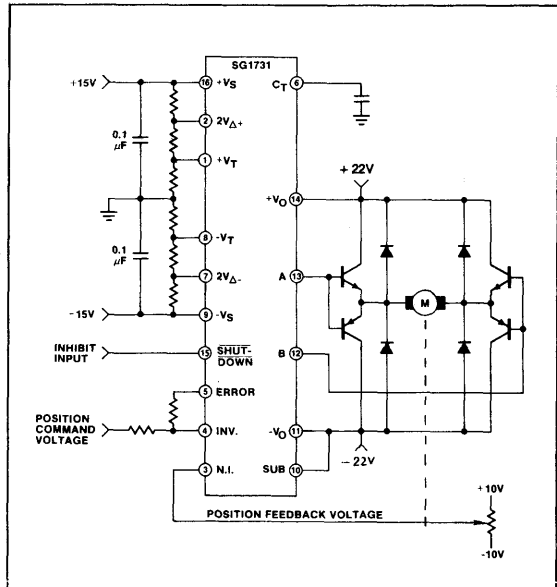 SG1731
+15V
16
+VS
CT
6
2
2VΔ+
0.1
μF
1
+VT
+22V
+VO
14
8
-VT
0.1
μF
7
2VΔ-
A
13
M
-15V
9
-VS
INHIBIT
INPUT
15
SHUT-
DOWN
B
12
5
ERROR
POSITION
COMMAND
VOLTAGE
4
INV.
-VO
11
-22V
3
N.I.
SUB
10
+10V
POSITION FEEDBACK VOLTAGE
-10V